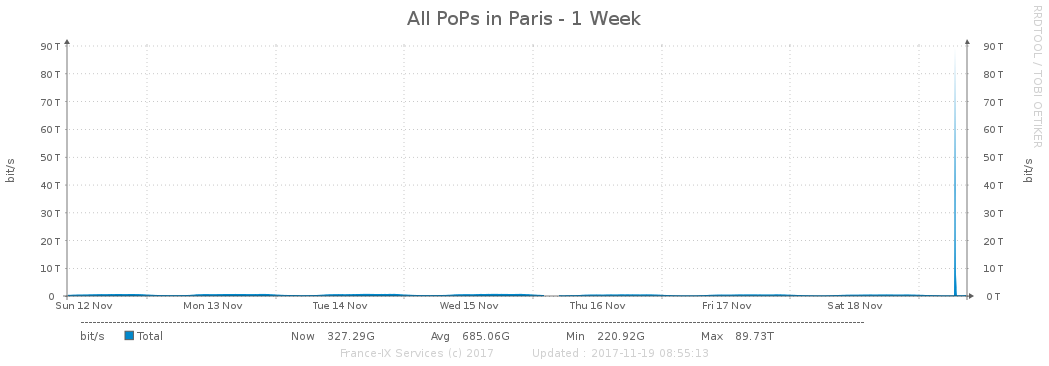 All PoPs in Paris - 1 Week
RRDTOOL / TOBI OETIKER
bit/s
90 T
80 T
70 T
60 T
50 T
40 T
30 T
20 T
10 T
0
90 T
80 T
70 T
60 T
50 T
40 T
30 T
20 T
10 T
0 T
bit/s
Sun 12 Nov Mon 13 Nov Tue 14 Nov Wed 15 Nov Thu 16 Nov Fri 17 Nov Sat 18 Nov
bit/s Total Now 327.29G Avg 685.06G Min 220.92G Max 89.73T
France-IX Services (c) 2017 Updated : 2017-11-19 08:55:13